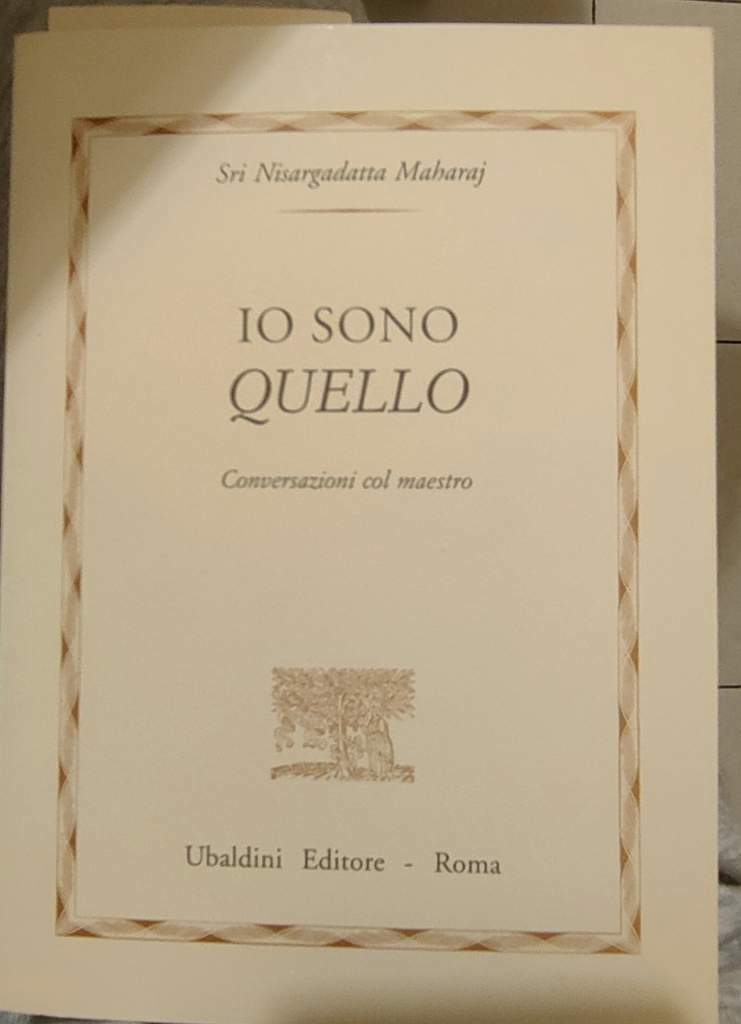 Sri Nisargadatta Maharaj
IO SONO
QUELLO
Conversazioni col maestro
Ubaldini Editore - Roma